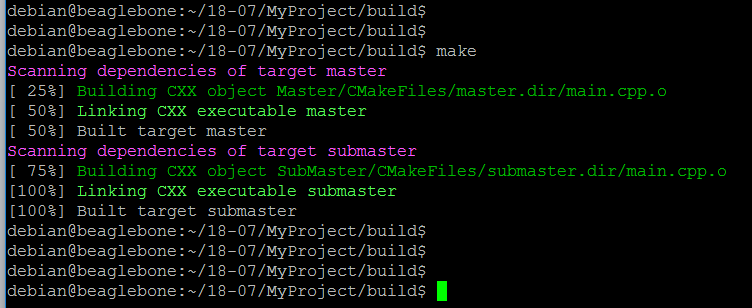 debian@beaglebone:~/18-07/MyProject/build$
debian@beaglebone:~/18-07/MyProject/build$
debian@beaglebone:~/18-07/MyProject/build$ make
Scanning dependencies of target master
[ 25%] Building CXX object Master/CMakeFiles/master.dir/main.cpp.o
[ 50%] Linking CXX executable master
[ 50%] Built target master
Scanning dependencies of target submaster
[ 75%] Building CXX object SubMaster/CMakeFiles/submaster.dir/main.cpp.o
[100%] Linking CXX executable submaster
[100%] Built target submaster
debian@beaglebone:~/18-07/MyProject/build$
debian@beaglebone:~/18-07/MyProject/build$
debian@beaglebone:~/18-07/MyProject/build$
debian@beaglebone:~/18-07/MyProject/build$